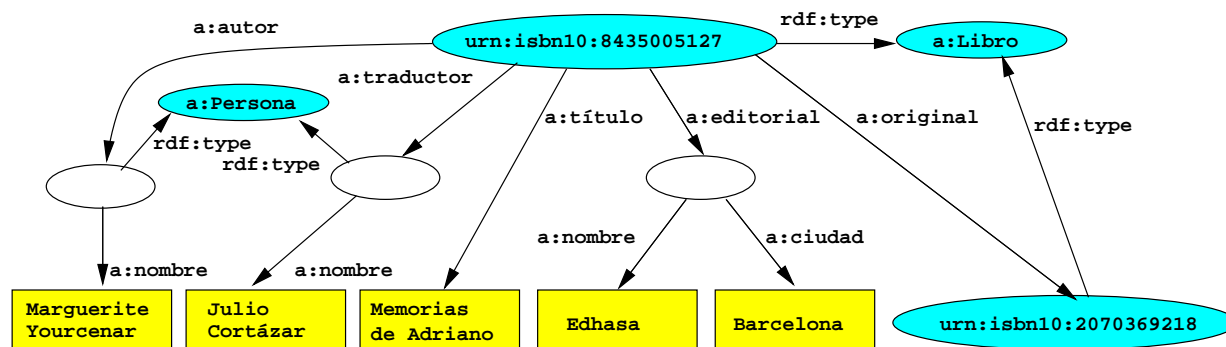 a:autor
urn:isbn10:8435005127
rdf:type
a:Libro
a:traductor
a:Persona
a:título
a:editorial
a:original
rdf:type
rdf:type
rdf:type
a:nombre
a:ciudad
a:nombre
a:nombre
Marguerite
Yourcenar
Julio
Cortázar
Memorias
de Adriano
Edhasa
Barcelona
urn:isbn10:2070369218